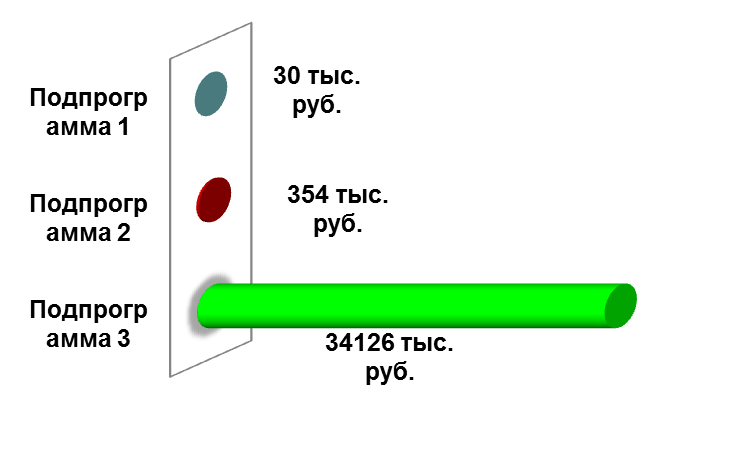 Подпрогр
амма 1
30 тыс.
руб.
Подпрогр
амма 2
354 тыс.
руб.
Подпрогр
амма 3
34126 тыс.
руб.